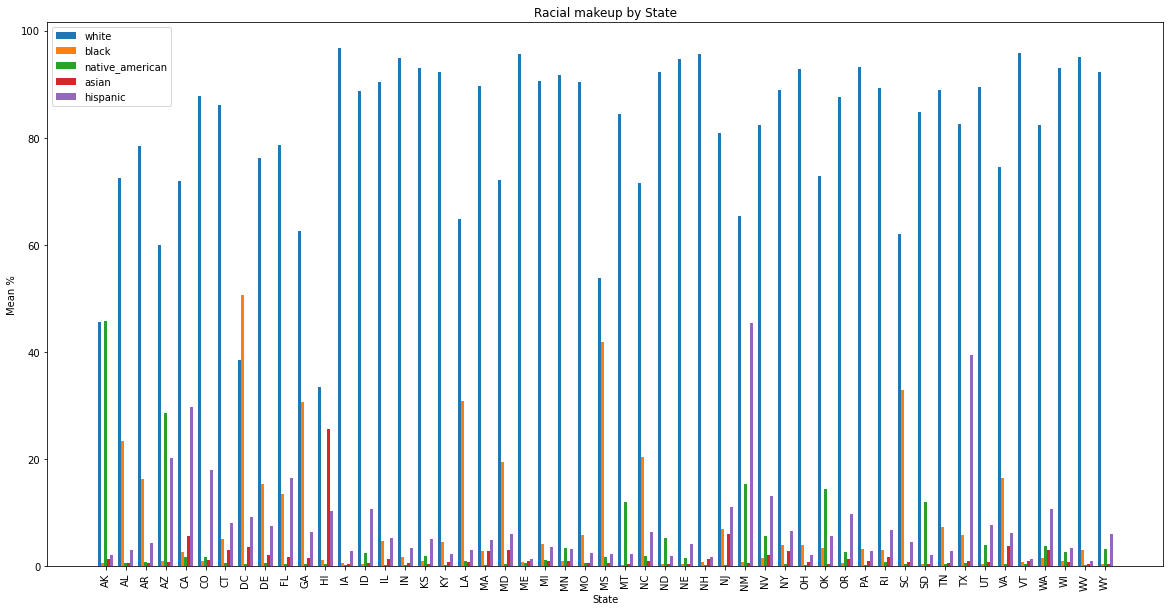 Racial makeup by State
white
black
native_american
asian
hispanic
100
80
60
40
20
0
Mean %
AK AL AR AZ CA CO CT DC DE FL GA HI IA ID IL IN KS KY LA MA MD ME MI MN MO MS MT NC ND NE NH NJ NM NV NY OH OK OR PA RI SC SD TN TX UT VA VT WA WI WV WY
State